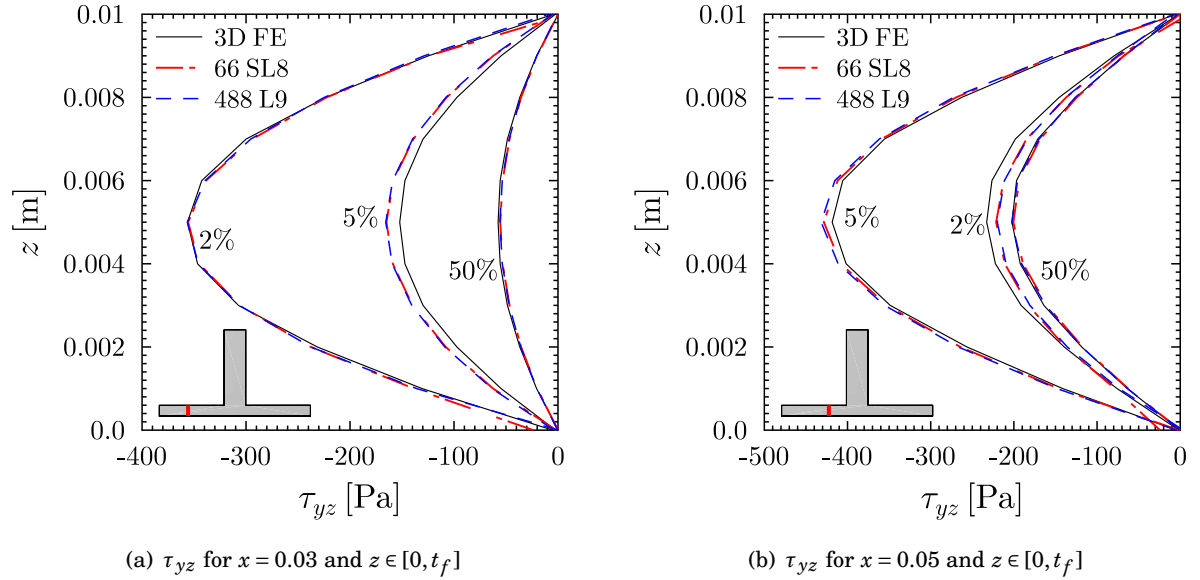 0.01
0.008
0.006
0.004
0.002
0.0
z [m]
3D FE
66 SL8
488 L9
2%
5%
50%
-400 -300 -200 -100 0
τyz [Pa]
(a) τyz for x = 0.03 and z ∈ [0, tf]
0.01
0.008
0.006
0.004
0.002
0.0
z [m]
3D FE
66 SL8
488 L9
5%
2%
50%
-500 -400 -300 -200 -100 0
τyz [Pa]
(b) τyz for x = 0.05 and z ∈ [0, tf]